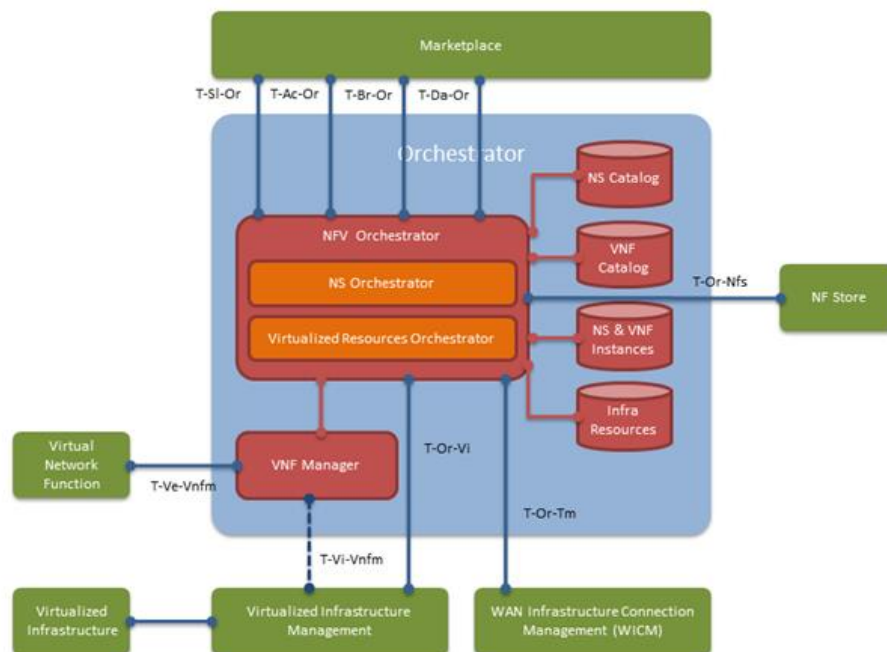 Marketplace
T-Sl-Or
T-Ac-Or
T-Br-Or
T-Da-Or
Orchestrator
NS Catalog
NFV Orchestrator
VNF
Catalog
NS Orchestrator
T-Or-Nfs
NF Store
Virtualized Resources Orchestrator
NS & VNF
Instances
Infra
Resources
Virtual
Network
Function
T-Ve-Vnfm
VNF Manager
T-Or-Vi
T-Or-Tm
T-Vi-Vnfm
Virtualized
Infrastructure
Virtualized Infrastructure
Management
WAN Infrastructure Connection
Management (WICM)